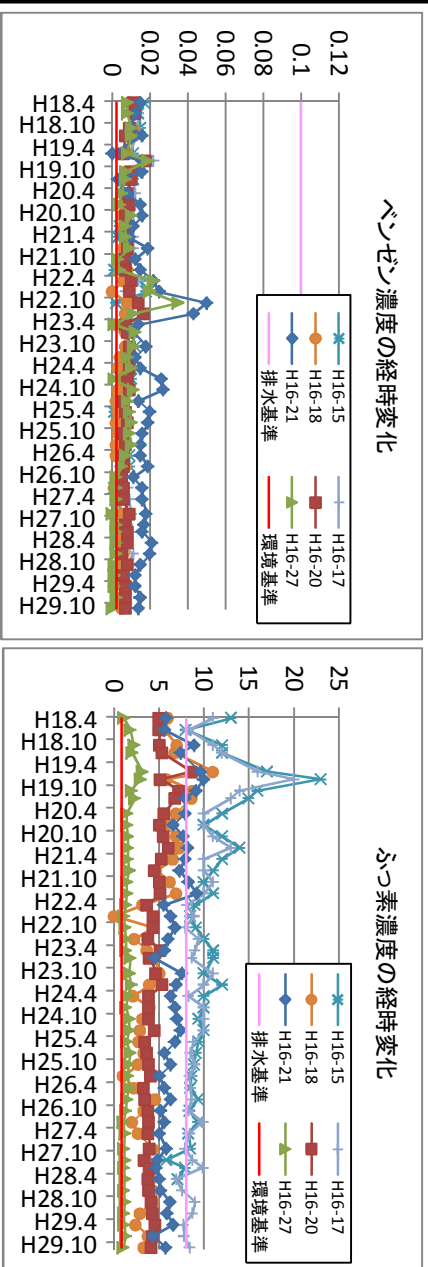 ベンゼン濃度の経時変化
0.12
0.1
0.08
0.06
0.04
0.02
0
H16-15
H16-17
H16-18
H16-20
H16-21
H16-27
排水基準
環境基準
H18.4
H18.10
H19.4
H19.10
H20.4
H20.10
H21.4
H21.10
H22.4
H22.10
H23.4
H23.10
H24.4
H24.10
H25.4
H25.10
H26.4
H26.10
H27.4
H27.10
H28.4
H28.10
H29.4
H29.10
ふっ素濃度の経時変化
25
20
15
10
5
0
H16-15
H16-17
H16-18
H16-20
H16-21
H16-27
排水基準
環境基準
H18.4
H18.10
H19.4
H19.10
H20.4
H20.10
H21.4
H21.10
H22.4
H22.10
H23.4
H23.10
H24.4
H24.10
H25.4
H25.10
H26.4
H26.10
H27.4
H27.10
H28.4
H28.10
H29.4
H29.10